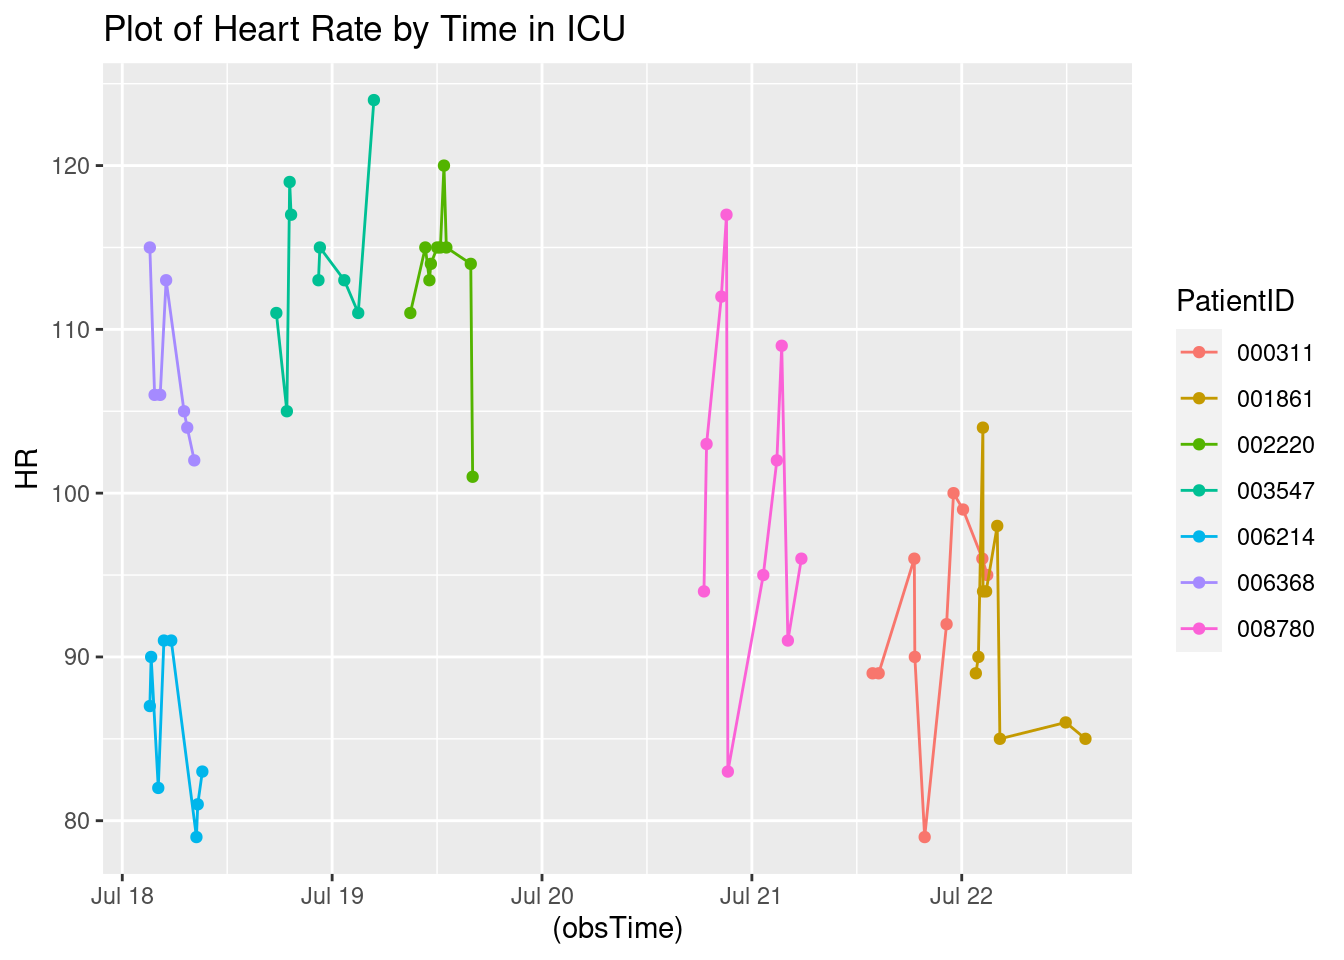 Plot of Heart Rate by Time in ICU
HR
120
110
100
90
80
Jul 18 Jul 19 Jul 20 Jul 21 Jul 22
(obsTime)
PatientID
000311
001861
002220
003547
006214
006368
008780